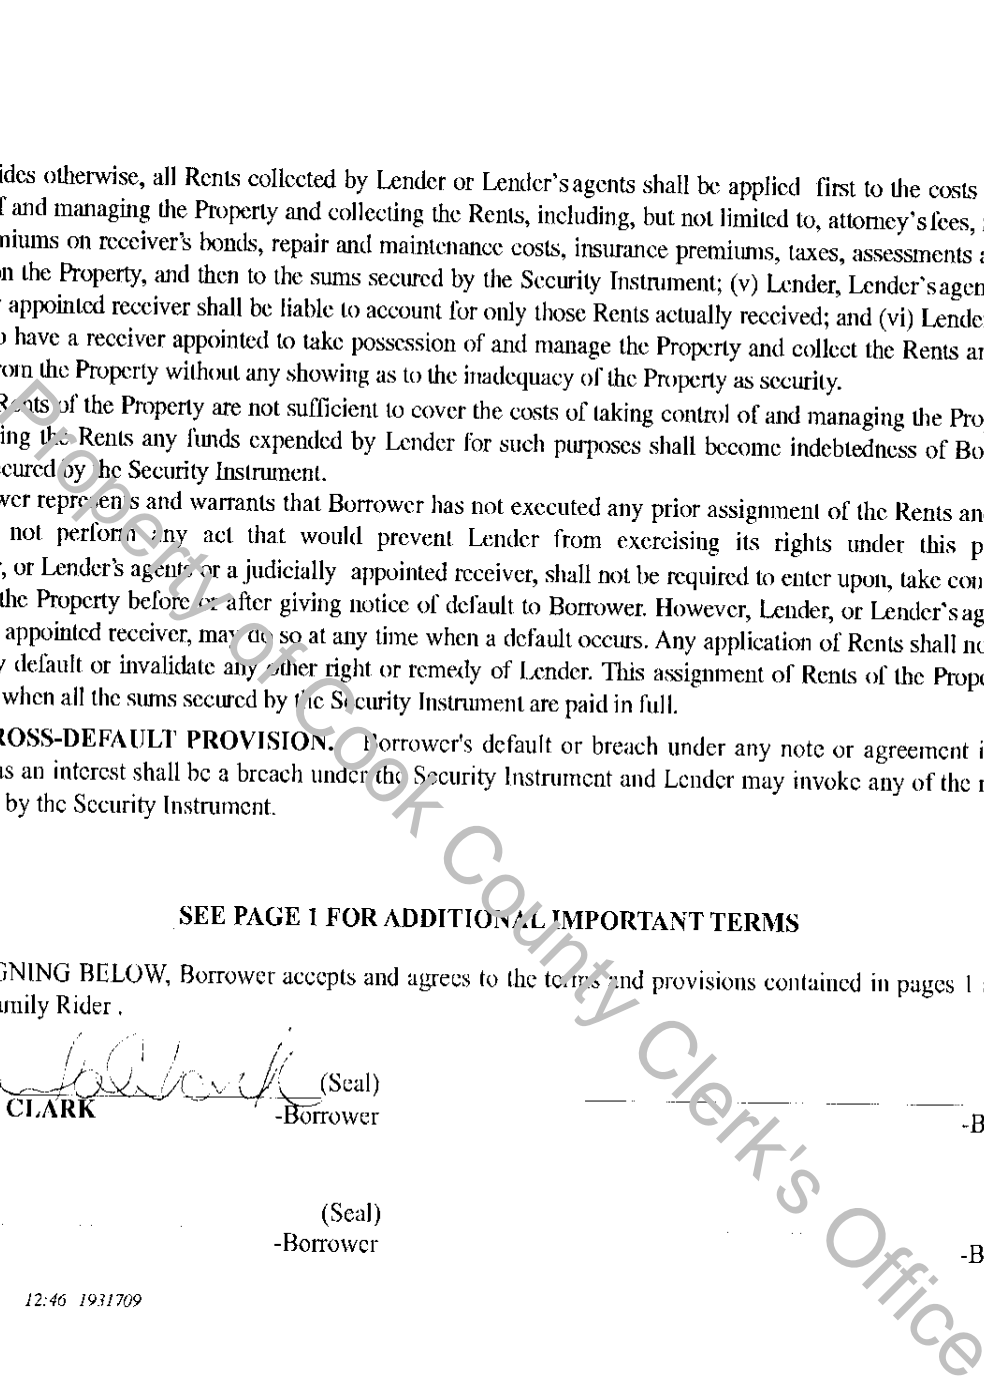 ides otherwise, all Rents collected by Lender or Lender's agents shall be applied first to the costs
f and managing the Property and collecting the Rents, including, but not limited to, attorney's fees,
miums on receiver's bonds, repair and maintenance costs, insurance premiums, taxes, assessments a
on the Property, and then to the sums secured by the Security Instrument; (v) Lender, Lender's agen
appointed receiver shall be liable to account for only those Rents actually received; and (vi) Lende
o have a receiver appointed to take possession of and manage the Property and collect the Rents an
rom the Property without any showing as to the inadequacy of the Property as security.
Rents of the Property are not sufficient to cover the costs of taking control of and managing the Pro
ing the Rents any funds expended by Lender for such purposes shall become indebtedness of Bo
cured by the Security Instrument.
wer represents and warrants that Borrower has not executed any prior assignment of the Rents an
not perform any act that would prevent Lender from exercising its rights under this p
, or Lender's agents or a judicially appointed receiver, shall not be required to enter upon, take con
the Property before or after giving notice of default to Borrower. However, Lender, or Lender's ag
appointed receiver, may do so at any time when a default occurs. Any application of Rents shall no
y default or invalidate any other right or remedy of Lender. This assignment of Rents of the Prope
when all the sums secured by the Security Instrument are paid in full.
ROSS-DEFAULT PROVISION. Borrower's default or breach under any note or agreement i
as an interest shall be a breach under the Security Instrument and Lender may invoke any of the r
by the Security Instrument.
SEE PAGE 1 FOR ADDITIONAL IMPORTANT TERMS
GNING BELOW, Borrower accepts and agrees to the terms and provisions contained in pages 1
amily Rider .
(Seal)
CLARK -Borrower -B
(Seal)
-Borrower -B
12:46 1931709
Property of Cook County Clerk's Office